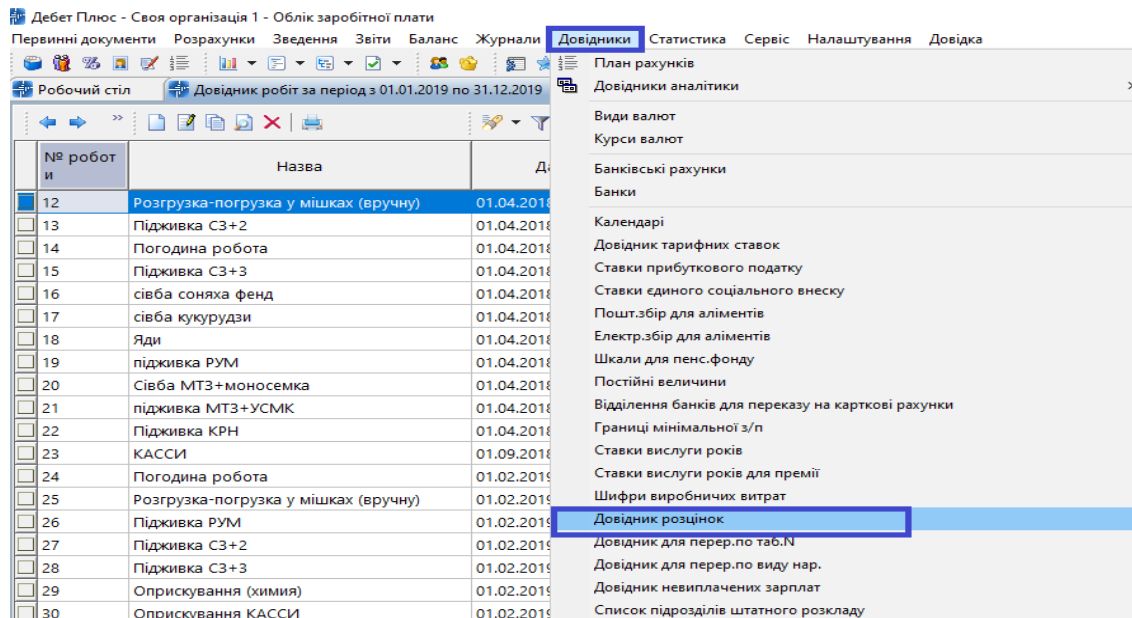 Дебет Плюс - Своя організація 1 - Облік заробітної плати
Первинні документи Розрахунки Зведення Звіти Баланс Журнали Довідники Статистика Сервіс Налаштування Довідка
Робочий стіл Довідник робіт за період з 01.01.2019 по 31.12.2019
№ робот
и
Назва
12 Розгрузка-погрузка у мішках (вручну) 01.04.2018
13 Підживка СЗ+2 01.04.2018
14 Погодина робота 01.04.2018
15 Підживка СЗ+3 01.04.2018
16 сівба соняха фенд 01.04.2018
17 сівба кукурудзи 01.04.2018
18 Яди 01.04.2018
19 підживка РУМ 01.04.2018
20 Сівба МТЗ+моносемка 01.04.2018
21 підживка МТЗ+УСМК 01.04.2018
22 Підживка КРН 01.04.2018
23 КАССИ 01.09.2018
24 Погодина робота 01.02.2019
25 Розгрузка-погрузка у мішках (вручну) 01.02.2019
26 Підживка РУМ 01.02.2019
27 Підживка СЗ+2 01.02.2019
28 Підживка СЗ+3 01.02.2019
29 Оприскування (химия) 01.02.2019
30 Оприскування КАССИ 01.02.2019
План рахунків
Довідники аналітики
Види валют
Курси валют
Банківські рахунки
Банки
Календарі
Довідник тарифних ставок
Ставки прибуткового податку
Ставки єдиного соціального внеску
Пошт.збір для аліментів
Електр.збір для аліментів
Шкали для пенс.фонду
Постійні величини
Відділення банків для переказу на карткові рахунки
Границі мінімальної з/п
Ставки вислуги років
Ставки вислуги років для премії
Шифри виробничих витрат
Довідник розцінок
Довідник для перер.по таб.N
Довідник для перер.по виду нар.
Довідник невиплачених зарплат
Список підрозділів штатного розкладу